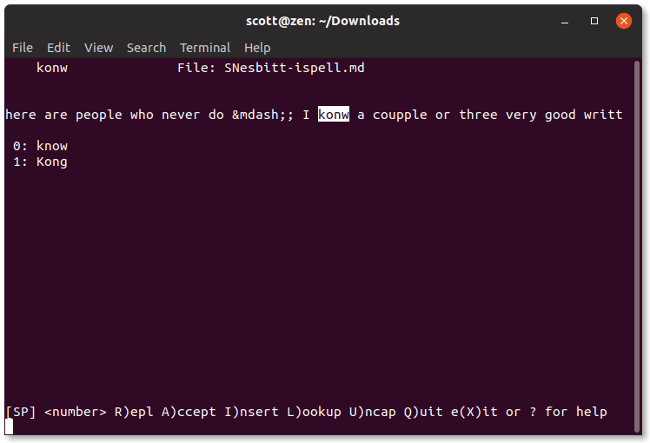 scott@zen: ~/Downloads
File Edit View Search Terminal Help
konw File: SNesbitt-ispell.md
here are people who never do &mdash;; I konw a coupple or three very good writt
0: know
1: Kong
[SP] <number> R)epl A)ccept I)nsert L)ookup U)ncap Q)uit e(X)it or ? for help